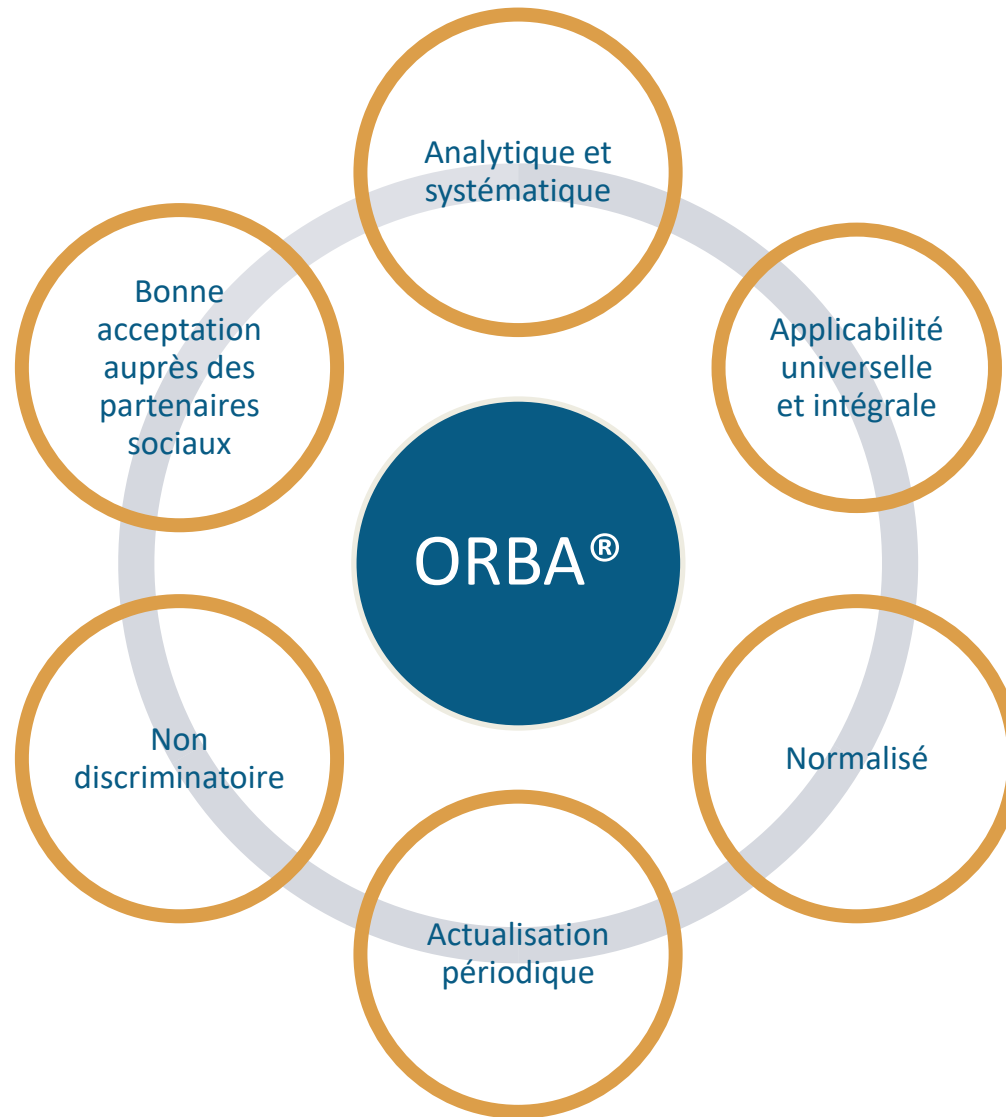 Analytique et
systématique
Applicabilité
universelle
et intégrale
Normalisé
Actualisation
périodique
Non
discriminatoire
Bonne
acceptation
auprès des
partenaires
sociaux
ORBA®